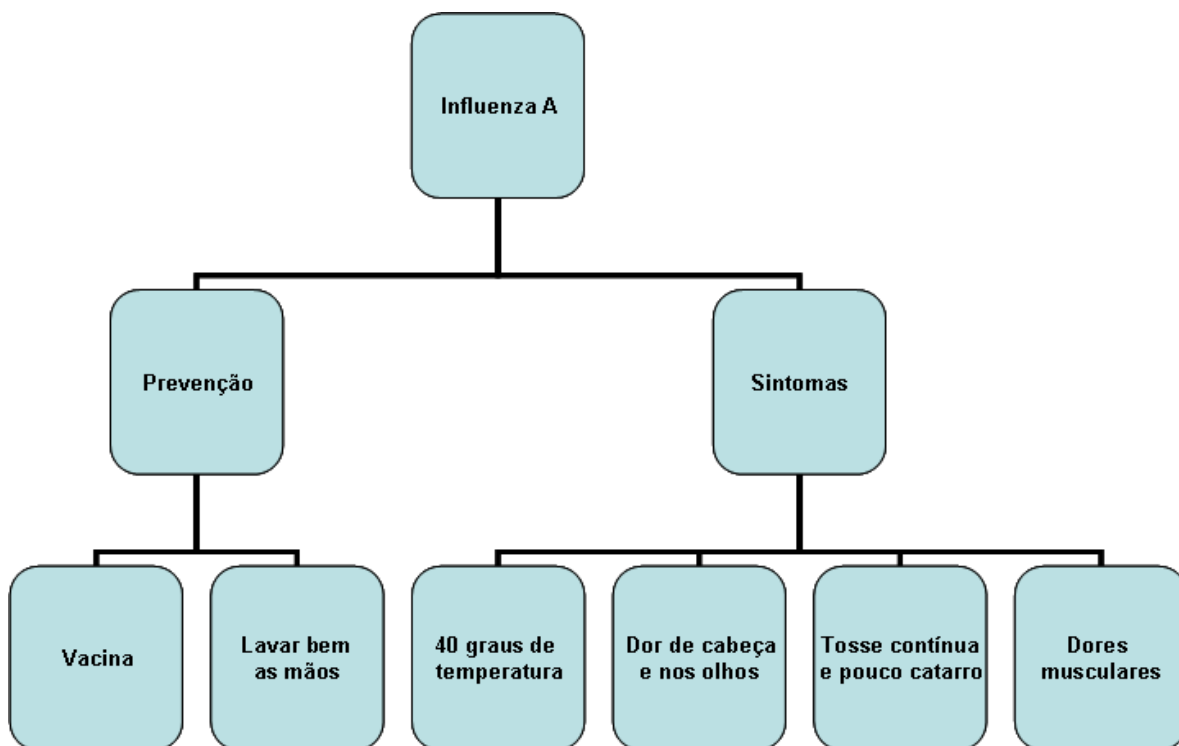 Influenza A
Prevenção
Sintomas
Vacina
Lavar bem
as mãos
40 graus de
temperatura
Dor de cabeça
e nos olhos
Tosse contínua
e pouco catarro
Dores
musculares